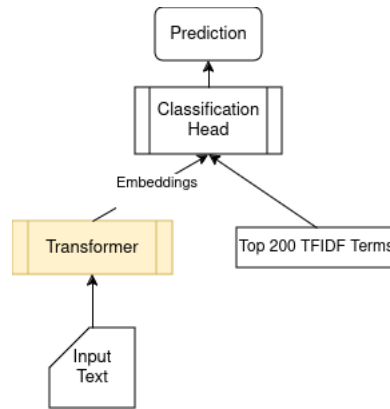 Prediction
Classification
Head
Embeddings
Transformer
Top 200 TFIDF Terms
Input
Text